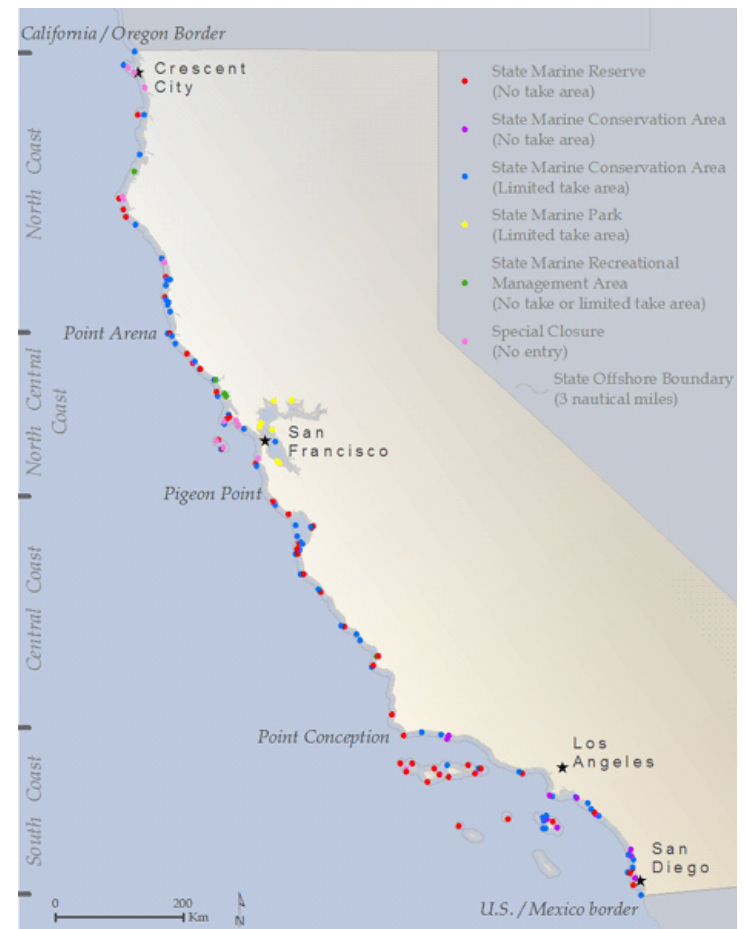 California / Oregon Border
Crescent
City
State Marine Reserve
(No take area)
State Marine Conservation Area
(No take area)
State Marine Conservation Area
(Limited take area)
State Marine Park
(Limited take area)
State Marine Recreational
Management Area
(No take or limited take area)
Special Closure
(No entry)
State Offshore Boundary
(3 nautical miles)
North Coast
Point Arena
North Central
Coast
San
Francisco
Pigeon Point
Central Coast
Point Conception
Los
Angeles
South Coast
San
Diego
U.S. / Mexico border
0 200
Km
N